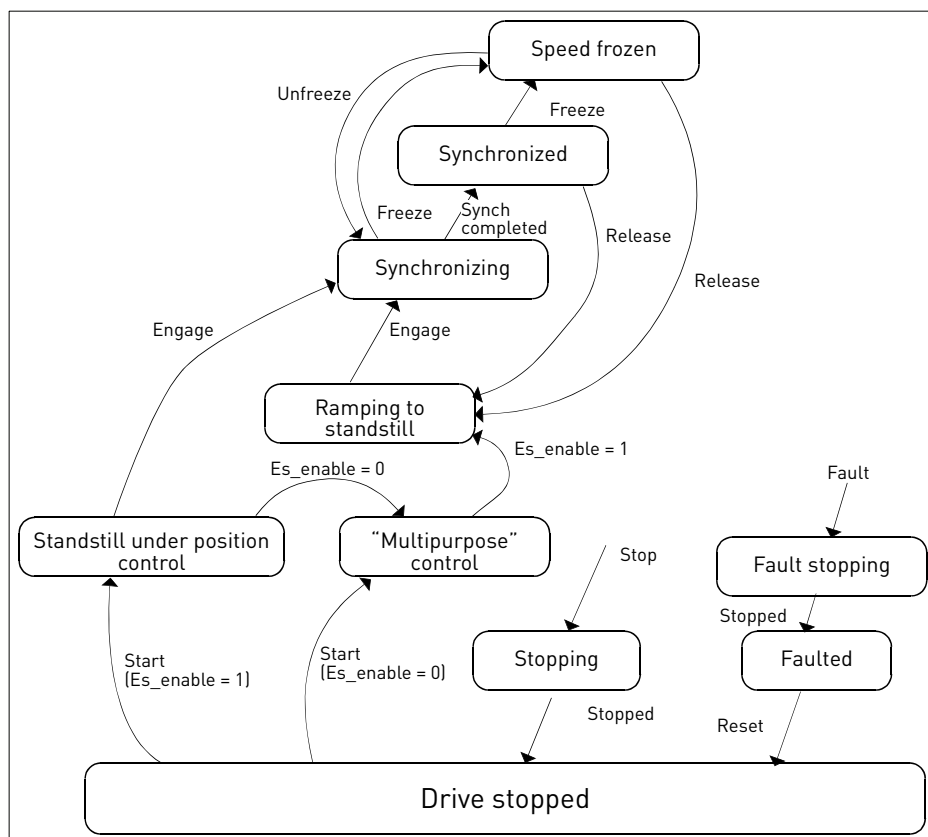 Speed frozen
Unfreeze
Freeze
Synchronized
Freeze
Synch
completed
Release
Synchronizing
Release
Engage
Engage
Ramping to
standstill
Es_enable = 1
Es_enable = 0
Fault
Standstill under position
control
“Multipurpose”
control
Stop
Fault stopping
Stopped
Start
(Es_enable = 1)
Start
(Es_enable = 0)
Stopping
Faulted
Stopped
Reset
Drive stopped